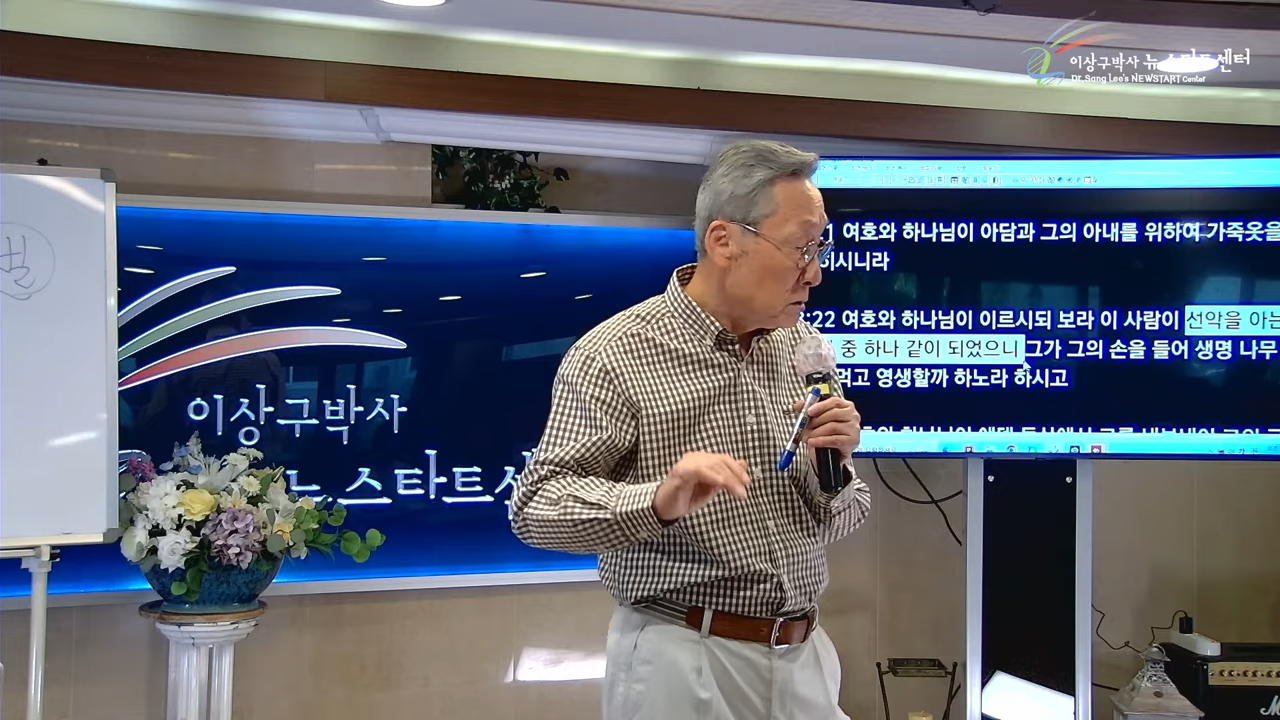 이상구박사 뉴스타트센터
Dr. Sang Lee's NEWSTART Center
벌
1 여호와 하나님이 아담과 그의 아내를 위하여 가죽옷을
히시니라
:22 여호와 하나님이 이르시되 보라 이 사람이 선악을 아는
중 하나 같이 되었으니 그가 그의 손을 들어 생명 나무
먹고 영생할까 하노라 하시고
이상구박사
뉴 스타트센